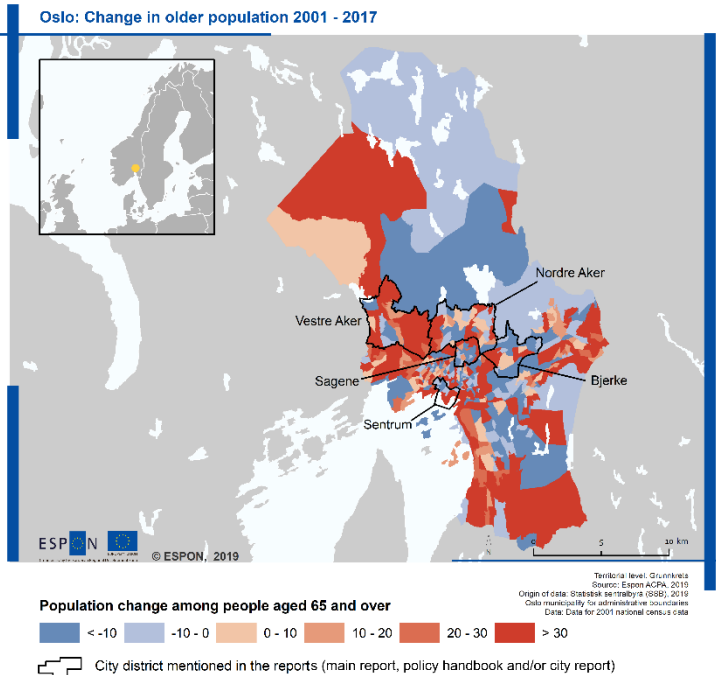 Oslo: Change in older population 2001 - 2017
Nordre Aker
Vestre Aker
Sagene
Bjerke
Sentrum
0 5 10 km
N
ESPON
© ESPON, 2019
Territorial level: Grunnkrets
Source: Espon ACPA, 2019
Origin of data: Statistisk sentralbyrå (SSB), 2019
Oslo municipality for administrative boundaries
Data: Data for 2001 national census data
Population change among people aged 65 and over
< -10 -10 - 0 0 - 10 10 - 20 20 - 30 > 30
City district mentioned in the reports (main report, policy handbook and/or city report)